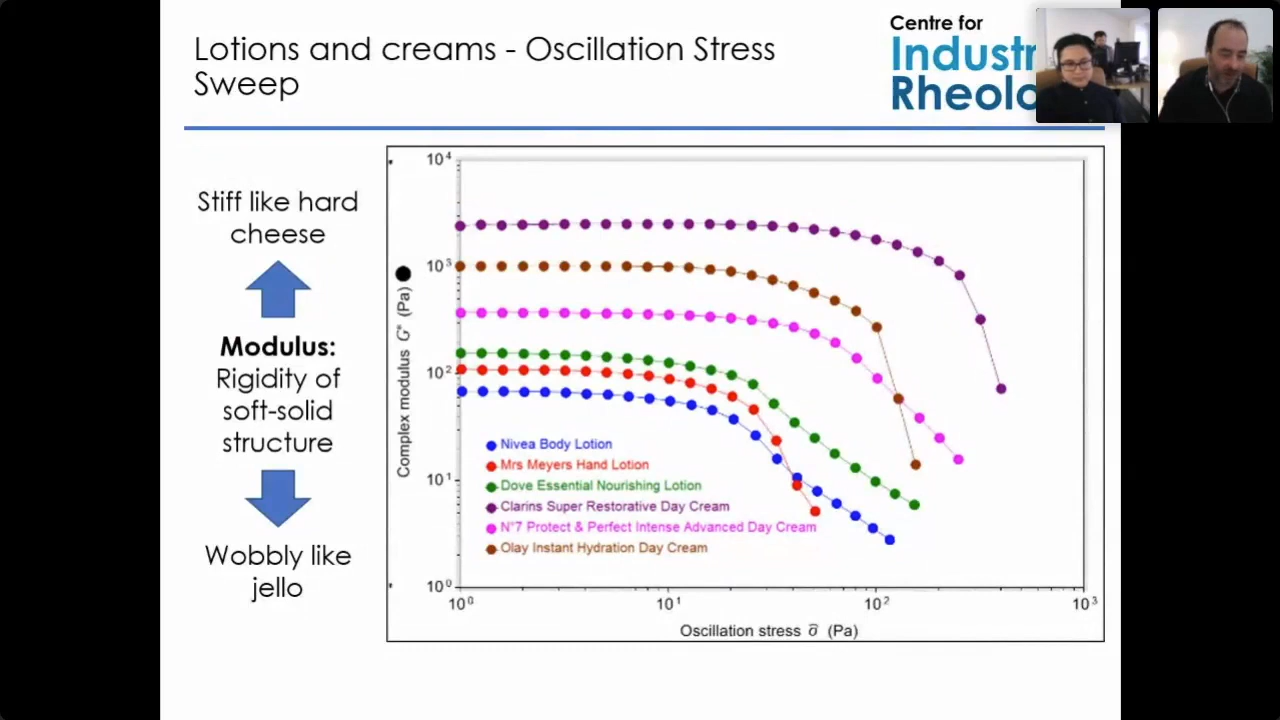 Lotions and creams - Oscillation Stress
Sweep
Centre for
Industr
Rheolo
Stiff like hard
cheese
Modulus:
Rigidity of
soft-solid
structure
Wobbly like
jello
Complex modulus G* (Pa)
10⁴
10³
10²
10¹
10⁰
Nivea Body Lotion
Mrs Meyers Hand Lotion
Dove Essential Nourishing Lotion
Clarins Super Restorative Day Cream
N°7 Protect & Perfect Intense Advanced Day Cream
Olay Instant Hydration Day Cream
10⁰ 10¹ 10² 10³
Oscillation stress σ̃ (Pa)